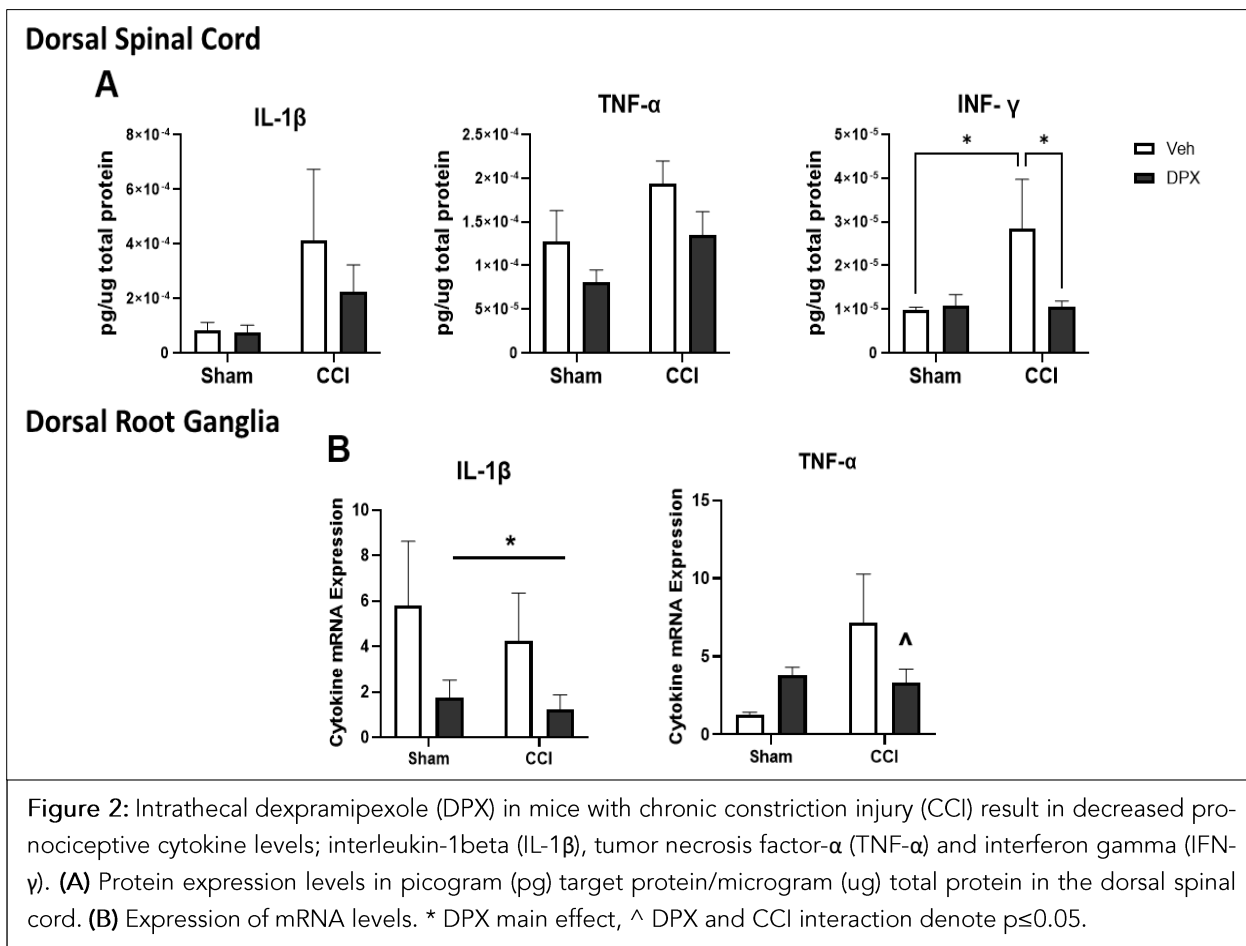 Dorsal Spinal Cord
A
IL-1β
TNF-α
INF- γ
pg/ug total protein
8×10⁻⁴
6×10⁻⁴
4×10⁻⁴
2×10⁻⁴
0
Sham
CCI
pg/ug total protein
2.5×10⁻⁴
2×10⁻⁴
1.5×10⁻⁴
1×10⁻⁴
5×10⁻⁵
0
Sham
CCI
pg/ug total protein
5×10⁻⁵
4×10⁻⁵
3×10⁻⁵
2×10⁻⁵
1×10⁻⁵
0
*
*
Sham
CCI
Veh
DPX
Dorsal Root Ganglia
B
IL-1β
TNF-α
Cytokine mRNA Expression
10
8
6
4
2
0
*
Sham
CCI
Cytokine mRNA Expression
15
10
5
0
^
Sham
CCI
Figure 2: Intrathecal dexpramipexole (DPX) in mice with chronic constriction injury (CCI) result in decreased pro-
nociceptive cytokine levels; interleukin-1beta (IL-1β), tumor necrosis factor-α (TNF-α) and interferon gamma (IFN-
γ). (A) Protein expression levels in picogram (pg) target protein/microgram (ug) total protein in the dorsal spinal
cord. (B) Expression of mRNA levels. * DPX main effect, ^ DPX and CCI interaction denote p≤0.05.